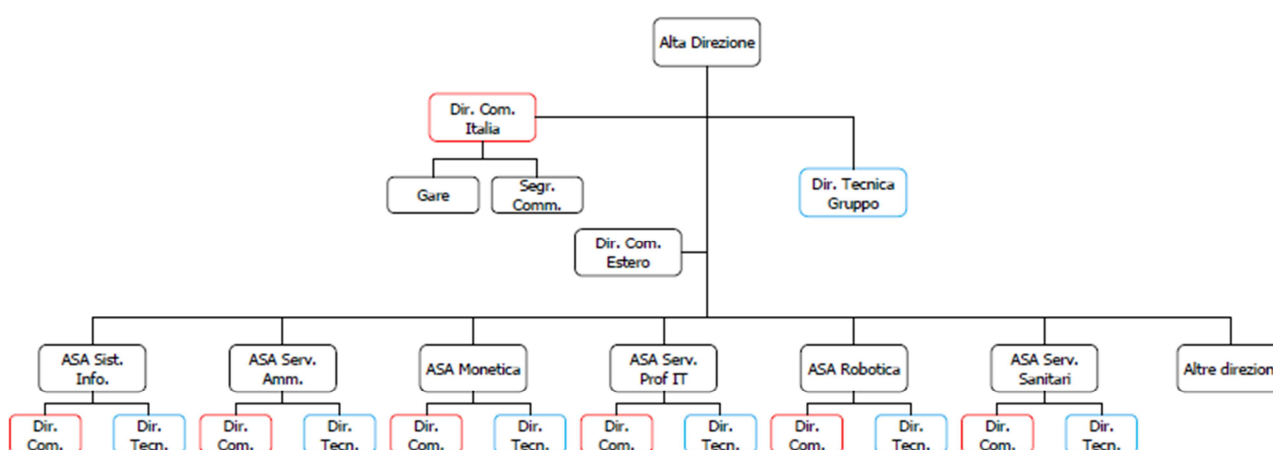 Alta Direzione
Dir. Com.
Italia
Gare
Segr.
Comm.
Dir. Tecnica
Gruppo
Dir. Com.
Estero
ASA Sist.
Info.
ASA Serv.
Amm.
ASA Monetica
ASA Serv.
Prof IT
ASA Robotica
ASA Serv.
Sanitari
Altre direzion
Dir.
Com.
Dir.
Tecn.
Dir.
Com.
Dir.
Tecn.
Dir.
Com.
Dir.
Tecn.
Dir.
Com.
Dir.
Tecn.
Dir.
Com.
Dir.
Tecn.
Dir.
Com.
Dir.
Tecn.